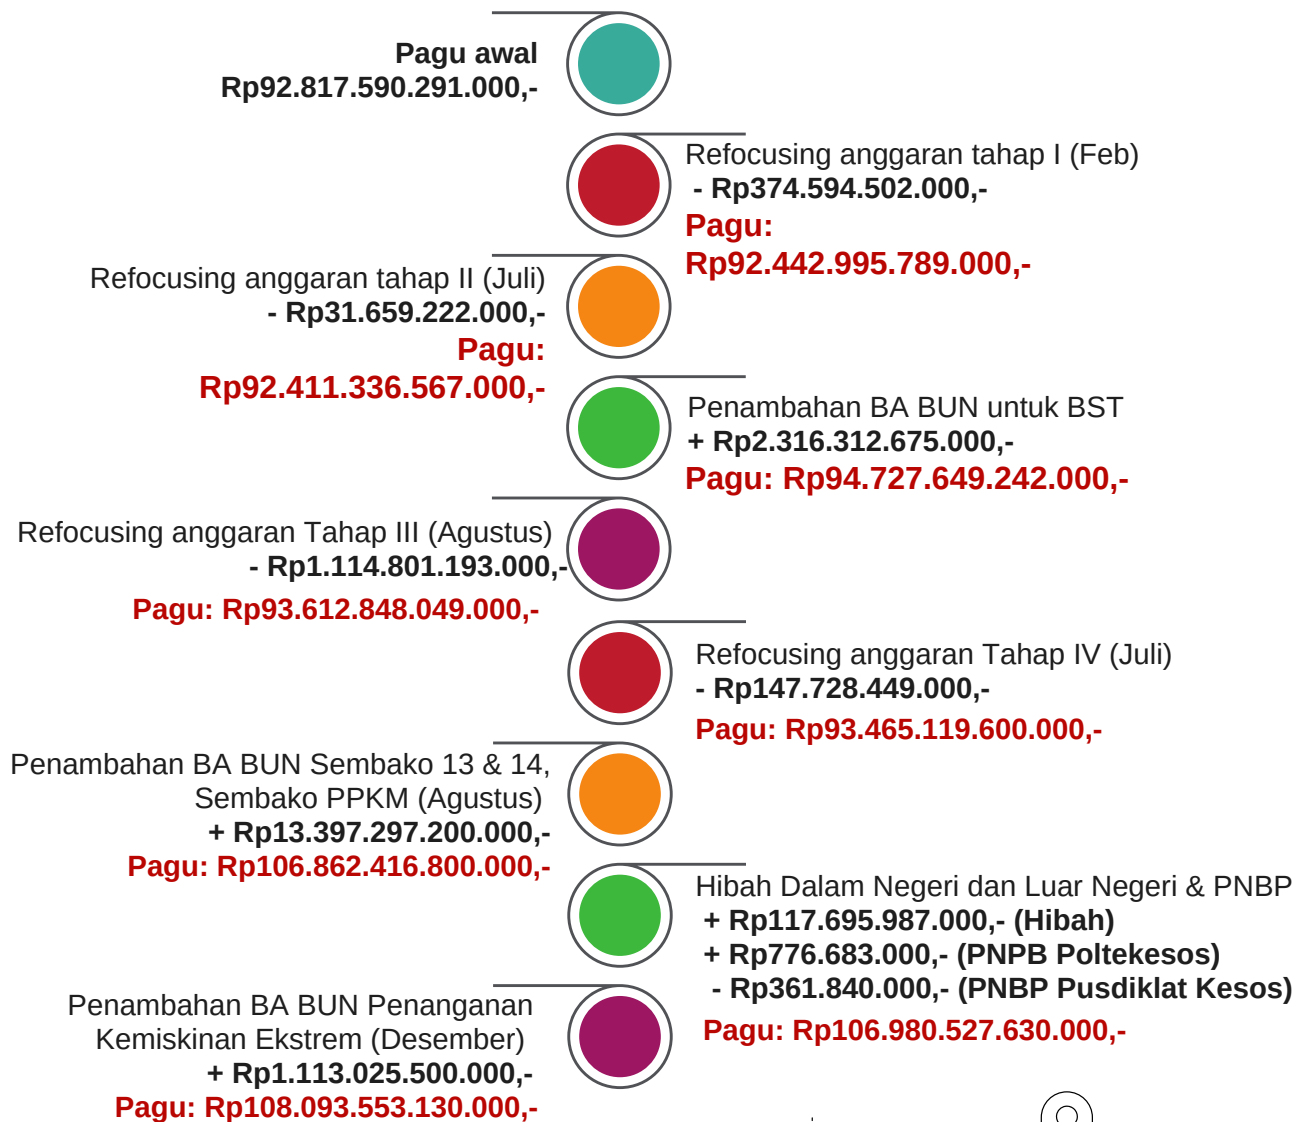 Pagu awal
Rp92.817.590.291.000,-
Refocusing anggaran tahap I (Feb)
- Rp374.594.502.000,-
Pagu:
Rp92.442.995.789.000,-
Refocusing anggaran tahap II (Juli)
- Rp31.659.222.000,-
Pagu:
Rp92.411.336.567.000,-
Penambahan BA BUN untuk BST
+ Rp2.316.312.675.000,-
Pagu: Rp94.727.649.242.000,-
Refocusing anggaran Tahap III (Agustus)
- Rp1.114.801.193.000,-
Pagu: Rp93.612.848.049.000,-
Refocusing anggaran Tahap IV (Juli)
- Rp147.728.449.000,-
Pagu: Rp93.465.119.600.000,-
Penambahan BA BUN Sembako 13 & 14,
Sembako PPKM (Agustus)
+ Rp13.397.297.200.000,-
Pagu: Rp106.862.416.800.000,-
Hibah Dalam Negeri dan Luar Negeri & PNBP
+ Rp117.695.987.000,- (Hibah)
+ Rp776.683.000,- (PNPB Poltekesos)
- Rp361.840.000,- (PNBP Pusdiklat Kesos)
Pagu: Rp106.980.527.630.000,-
Penambahan BA BUN Penanganan
Kemiskinan Ekstrem (Desember)
+ Rp1.113.025.500.000,-
Pagu: Rp108.093.553.130.000,-